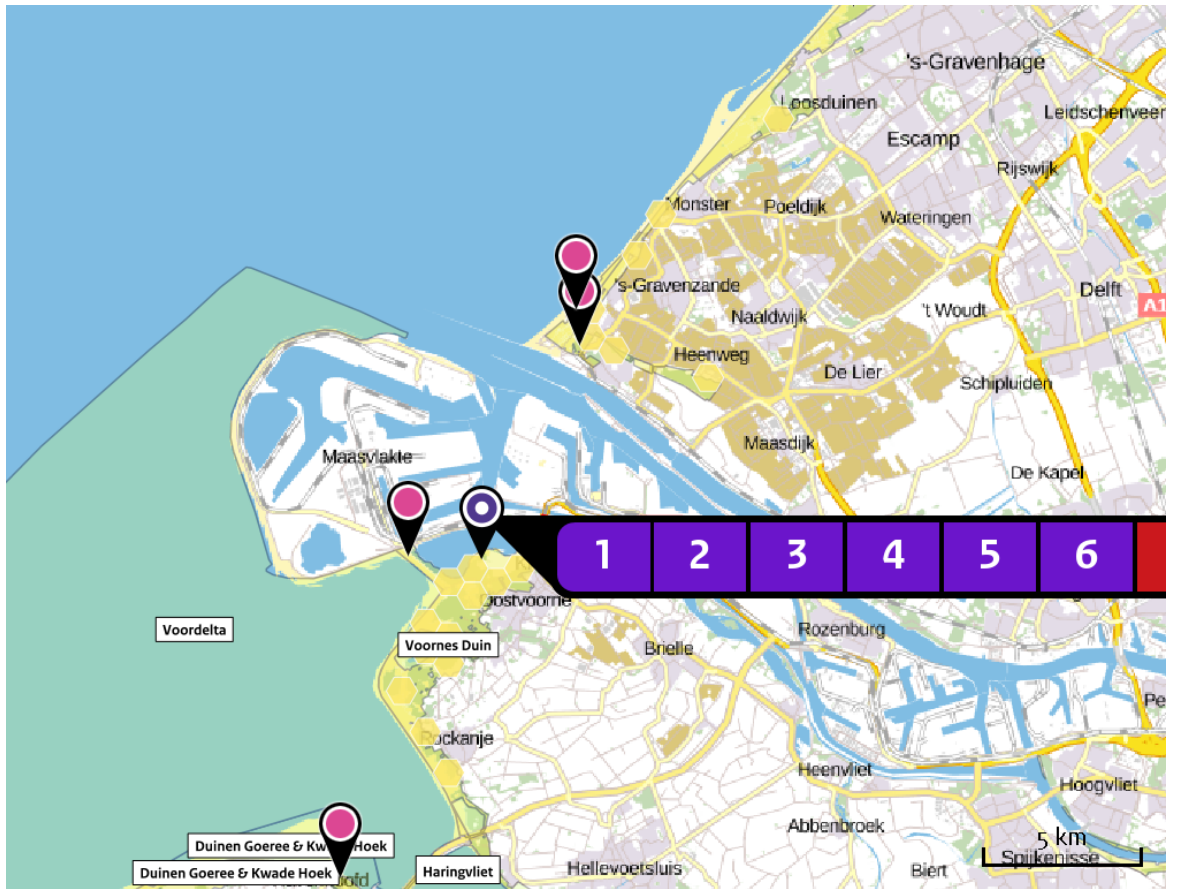 's-Gravenhage
Loosduinen
Leidschenveen
Escamp
Rijswijk
Monster
Poeldijk
Wateringen
's-Gravenzande
Delft
A1
Naaldwijk
't Woudt
Heenweg
De Lier
Schipluiden
Maasdijk
Maasvlakte
De Kapel
1 2 3 4 5 6
Oostvoorne
Voordelta
Rozenburg
Voornes Duin
Brielle
Pe
Rockanje
Heenvliet
Hoogvliet
Abbenbroek
5 km
Duinen Goeree & Kwade Hoek
Spijkenisse
Duinen Goeree & Kwade Hoek
Haringvliet
Hellevoetsluis
Biert